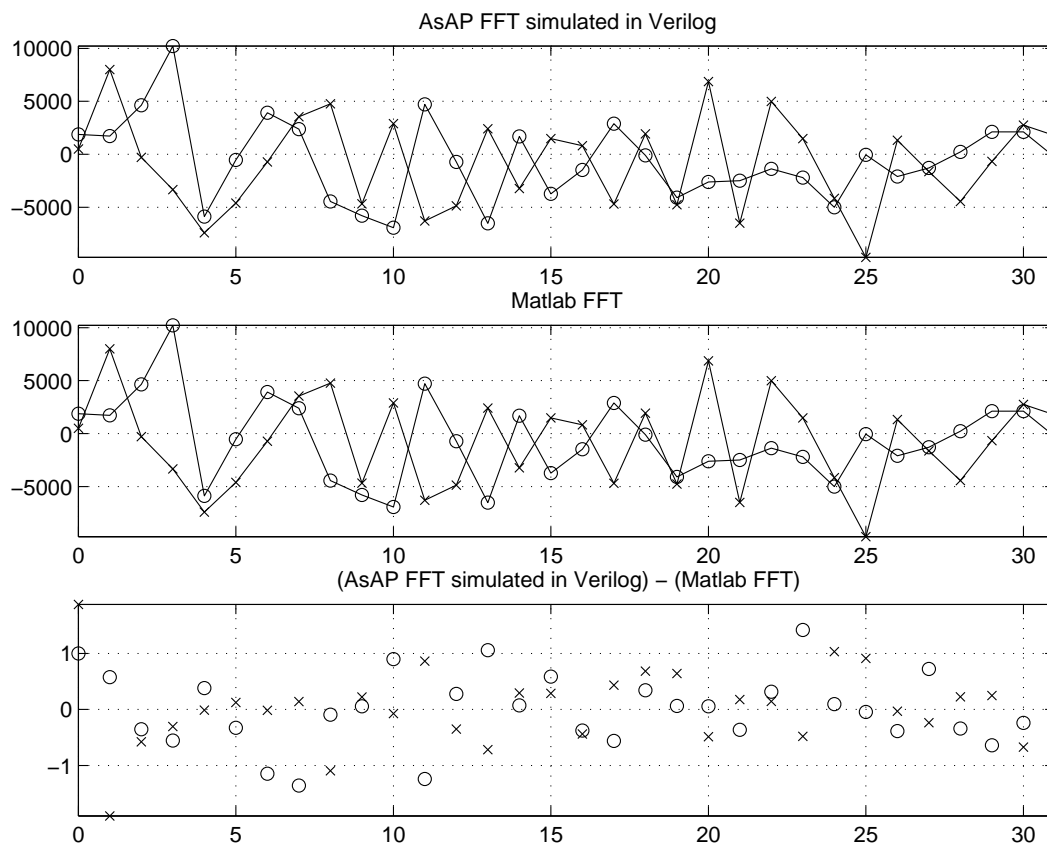 AsAP FFT simulated in Verilog
10000
5000
0
−5000
0 5 10 15 20 25 30
Matlab FFT
10000
5000
0
−5000
0 5 10 15 20 25 30
(AsAP FFT simulated in Verilog) − (Matlab FFT)
1
0
−1
0 5 10 15 20 25 30